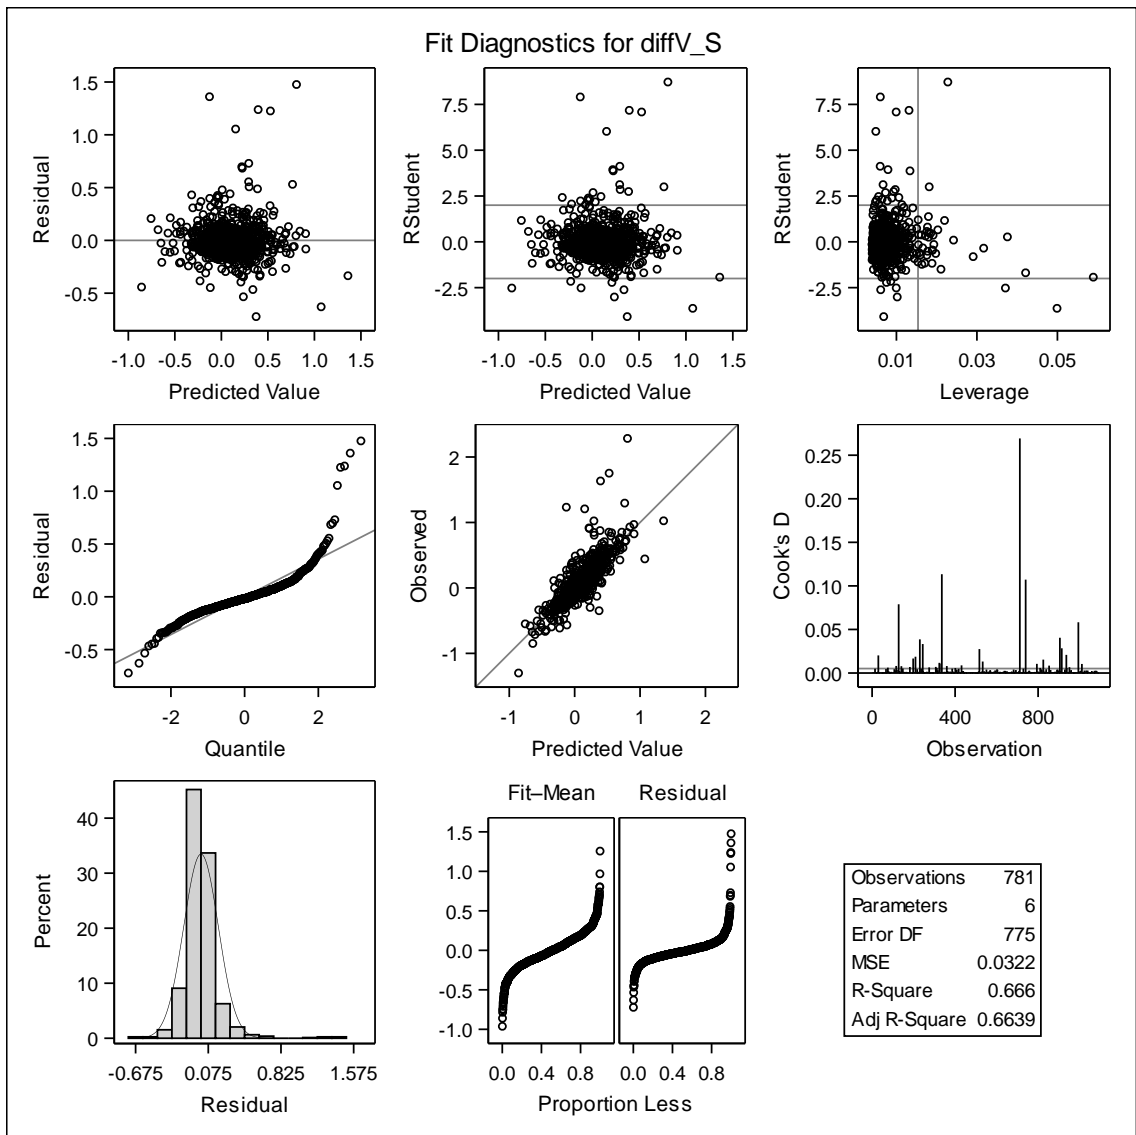 Fit Diagnostics for diffV_S
1.5
1.0
0.5
0.0
-0.5
Residual
-1.0 -0.5 0.0 0.5 1.0 1.5
Predicted Value
7.5
5.0
2.5
0.0
-2.5
RStudent
-1.0 -0.5 0.0 0.5 1.0 1.5
Predicted Value
7.5
5.0
2.5
0.0
-2.5
RStudent
0.01 0.03 0.05
Leverage
1.5
1.0
0.5
0.0
-0.5
Residual
-2 0 2
Quantile
2
1
0
-1
Observed
-1 0 1 2
Predicted Value
0.25
0.20
0.15
0.10
0.05
0.00
Cook's D
0 400 800
Observation
40
30
20
10
0
Percent
-0.675 0.075 0.825 1.575
Residual
Fit–Mean Residual
1.5
1.0
0.5
0.0
-0.5
-1.0
0.0 0.4 0.8 0.0 0.4 0.8
Proportion Less
Observations 781
Parameters 6
Error DF 775
MSE 0.0322
R-Square 0.666
Adj R-Square 0.6639